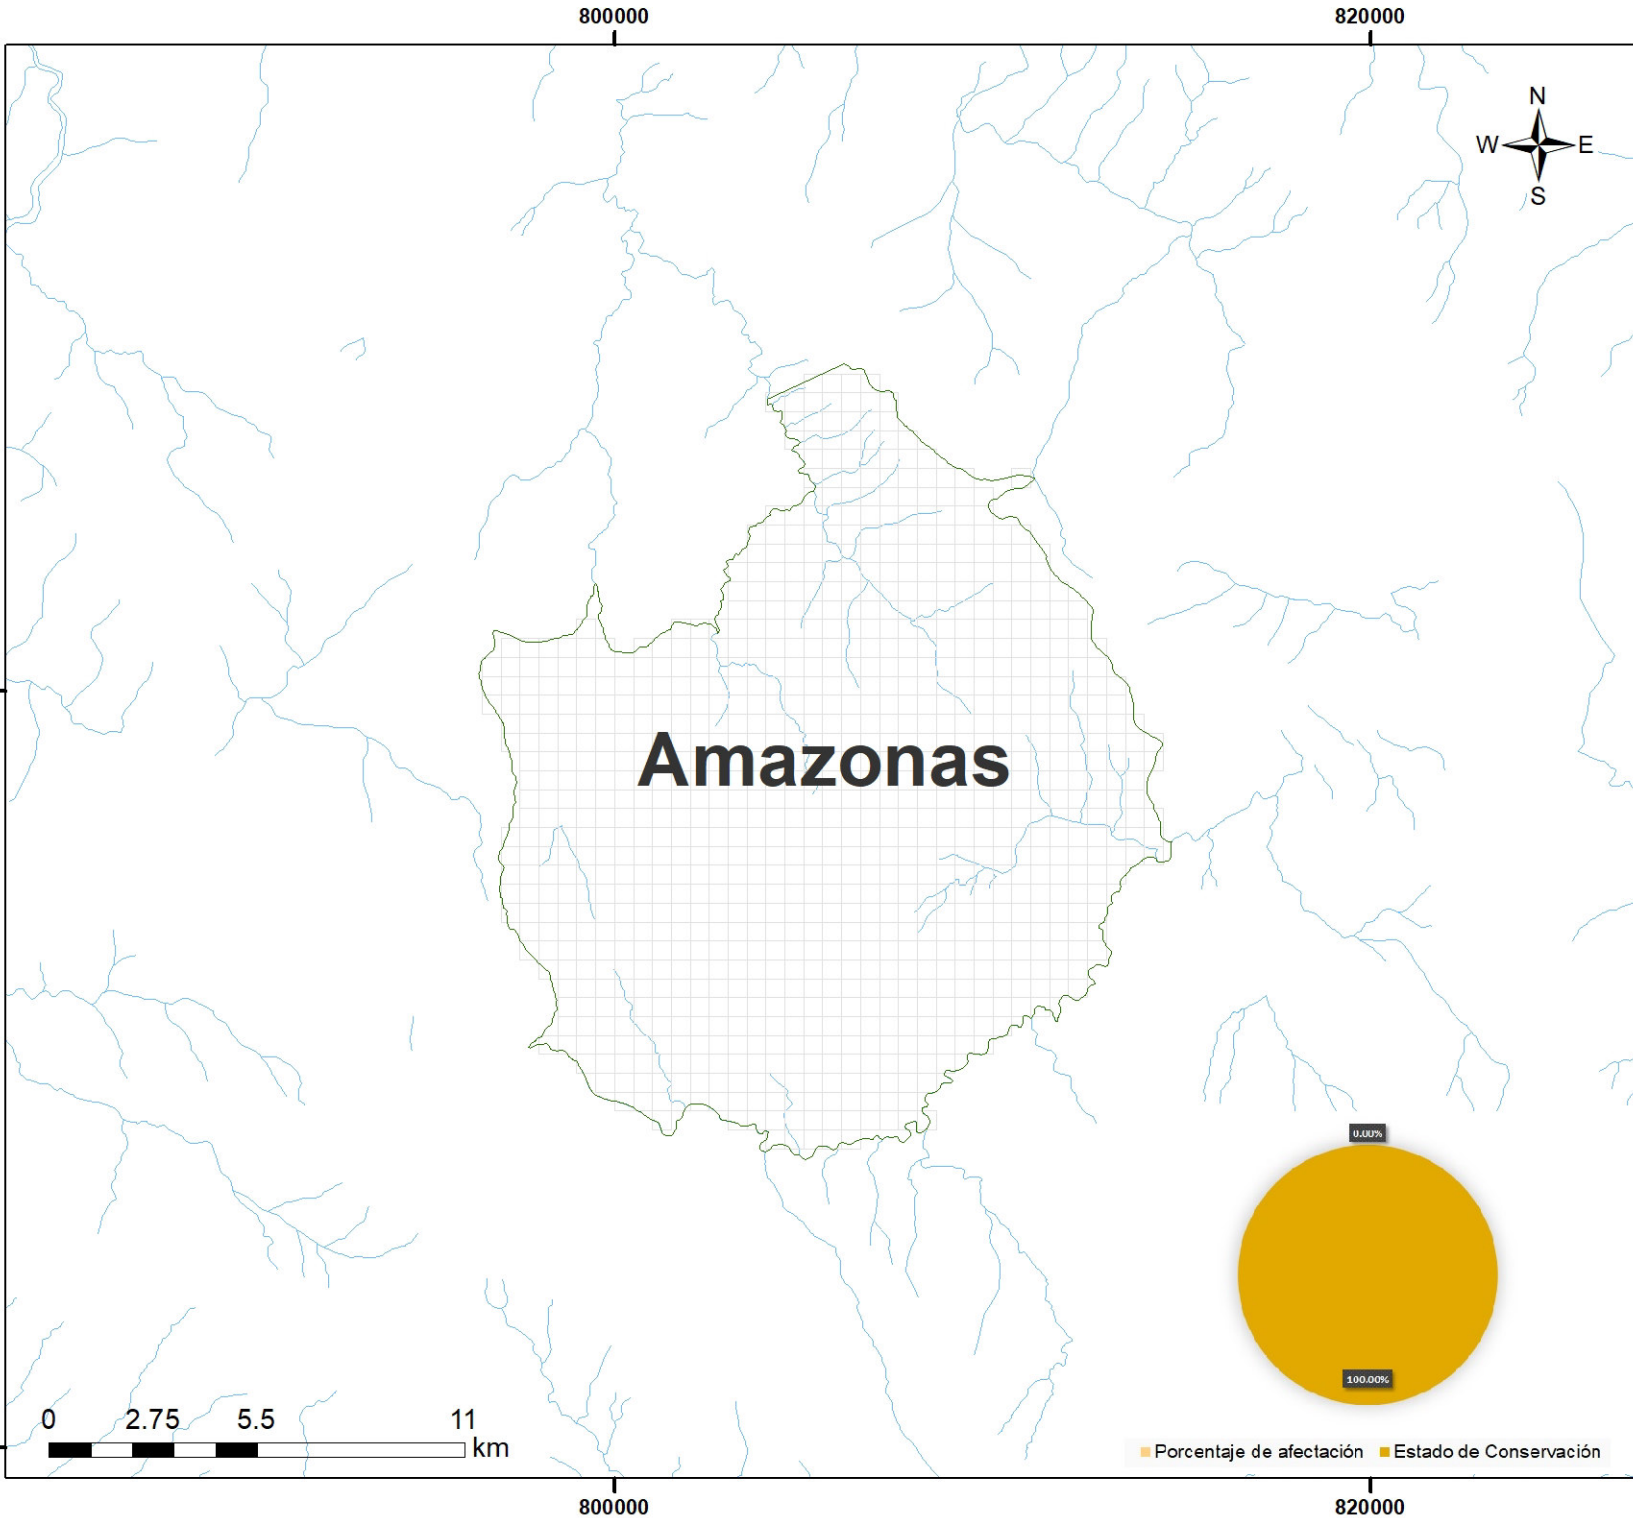 800000 820000
N
W E
S
Amazonas
0.00%
100.00%
0 2.75 5.5 11
km
Porcentaje de afectación Estado de Conservación
800000 820000